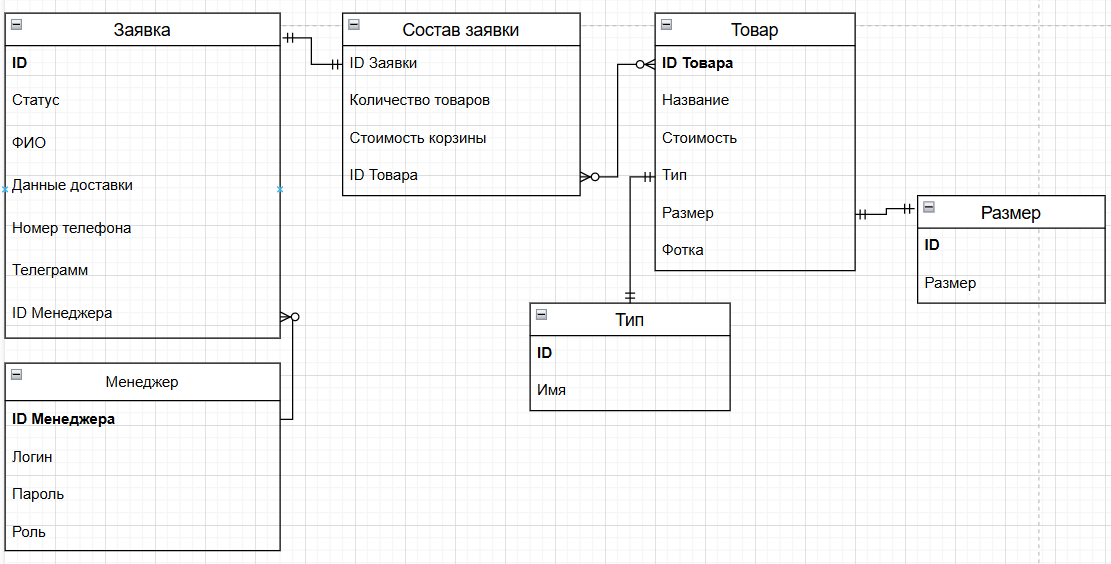 Заявка
ID
Статус
ФИО
Данные доставки
Номер телефона
Телеграмм
ID Менеджера
Менеджер
ID Менеджера
Логин
Пароль
Роль
Состав заявки
ID Заявки
Количество товаров
Стоимость корзины
ID Товара
Товар
ID Товара
Название
Стоимость
Тип
Размер
Фотка
Тип
ID
Имя
Размер
ID
Размер